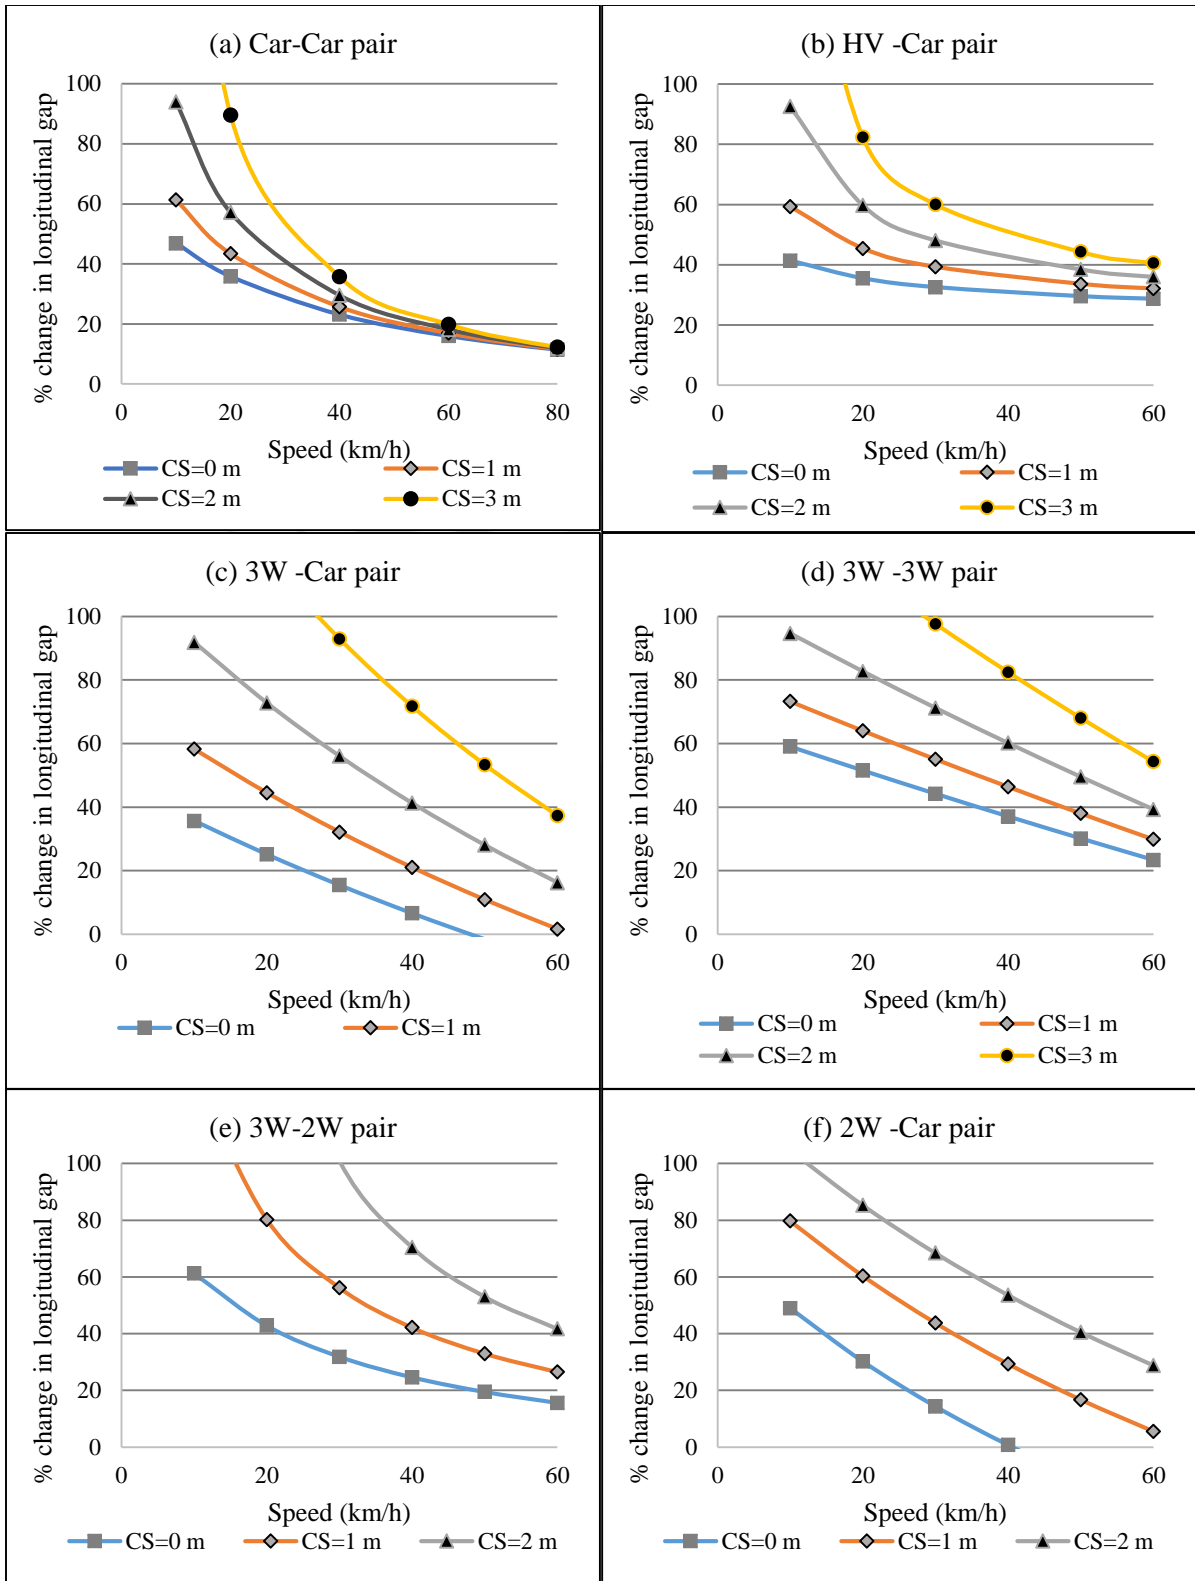 (a) Car-Car pair
% change in longitudinal gap
100
80
60
40
20
0
0 20 40 60 80
Speed (km/h)
CS=0 m CS=1 m
CS=2 m CS=3 m
(b) HV -Car pair
% change in longitudinal gap
100
80
60
40
20
0
0 20 40 60
Speed (km/h)
CS=0 m CS=1 m
CS=2 m CS=3 m
(c) 3W -Car pair
% change in longitudinal gap
100
80
60
40
20
0
0 20 40 60
Speed (km/h)
CS=0 m CS=1 m
(d) 3W -3W pair
% change in longitudinal gap
100
80
60
40
20
0
0 20 40 60
Speed (km/h)
CS=0 m CS=1 m
CS=2 m CS=3 m
(e) 3W-2W pair
% change in longitudinal gap
100
80
60
40
20
0
0 20 40 60
Speed (km/h)
CS=0 m CS=1 m CS=2 m
(f) 2W -Car pair
% change in longitudinal gap
100
80
60
40
20
0
0 20 40 60
Speed (km/h)
CS=0 m CS=1 m CS=2 m